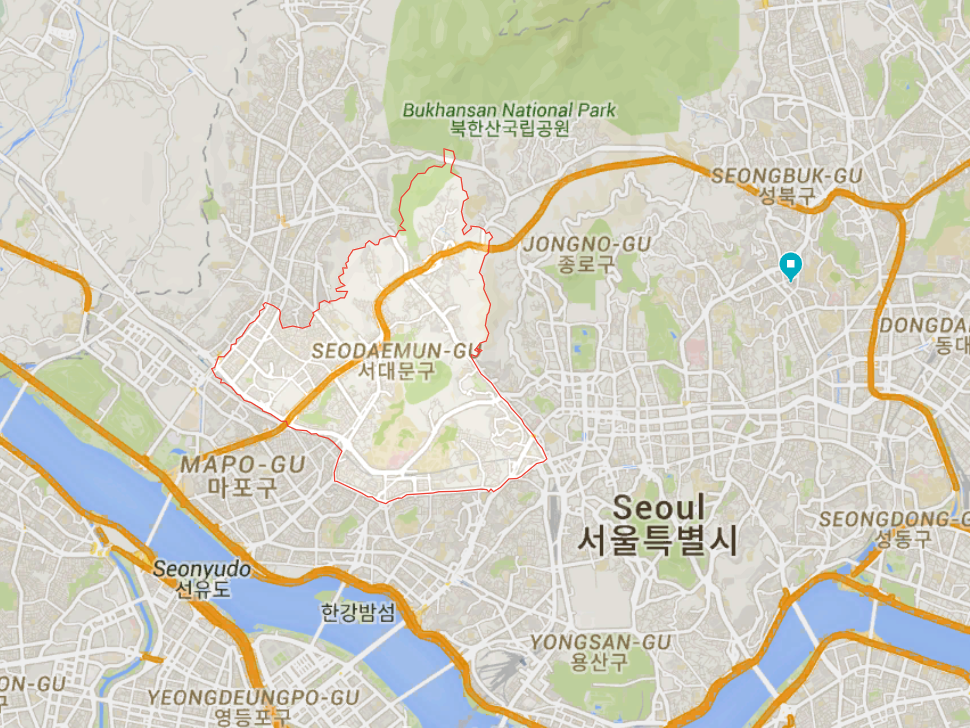 Bukhansan National Park
북한산국립공원
SEONGBUK-GU
성북구
JONGNO-GU
종로구
DONGDA
동대
SEODAEMUN-GU
서대문구
MAPO-GU
마포구
Seoul
서울특별시
SEONGDONG-G
성동구
Seonyudo
선유도
한강밤섬
YONGSAN-GU
용산구
ON-GU
구
YEONGDEUNGPO-GU
영등포구